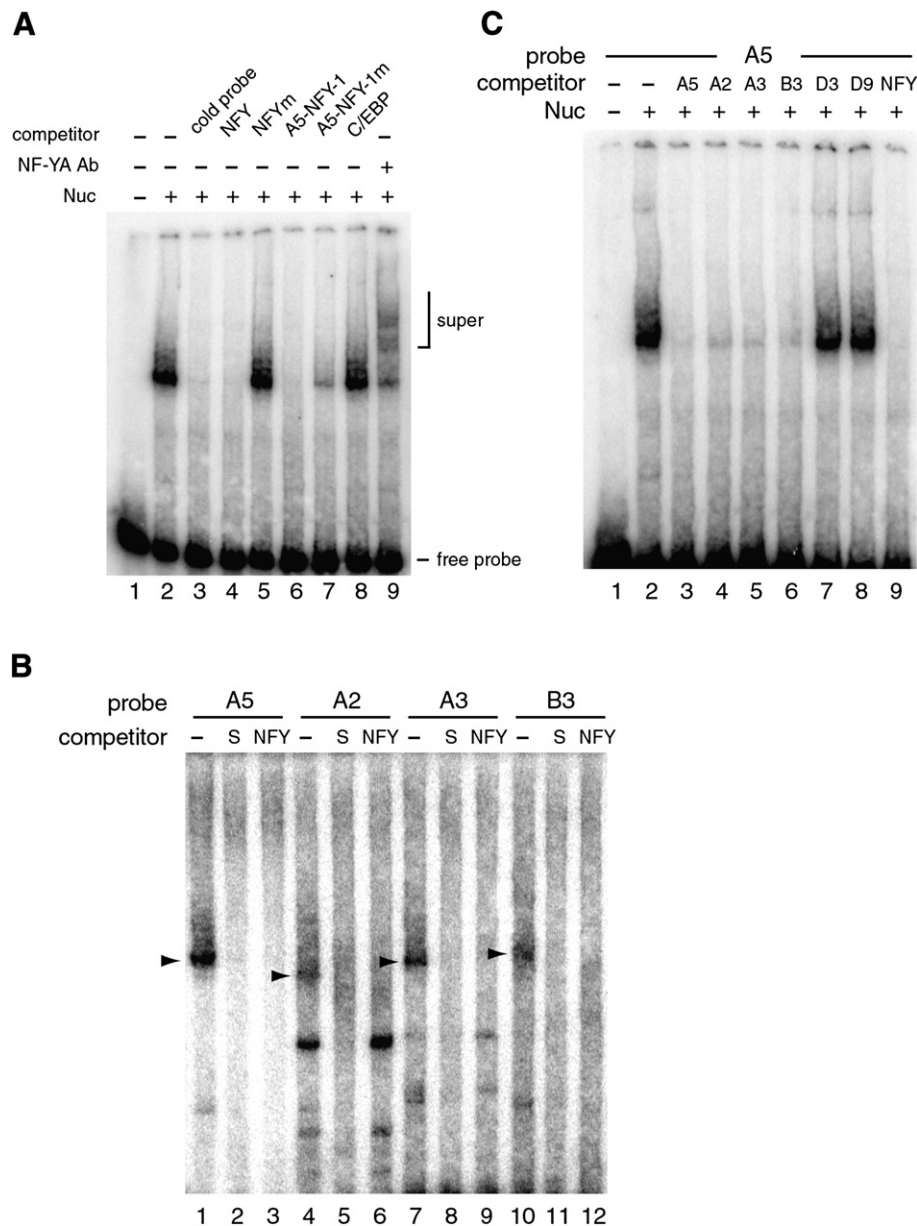 A
cold probe
NFY
NFYm
A5-NFY-1
A5-NFY-1m
C/EBP
competitor – – –
NF-YA Ab – – – – – – – – +
Nuc – + + + + + + + +
super
free probe
1 2 3 4 5 6 7 8 9
C
probe A5
competitor – – A5 A2 A3 B3 D3 D9 NFY
Nuc – + + + + + + + +
1 2 3 4 5 6 7 8 9
B
probe A5 A2 A3 B3
competitor – S NFY – S NFY – S NFY – S NFY
1 2 3 4 5 6 7 8 9 10 11 12